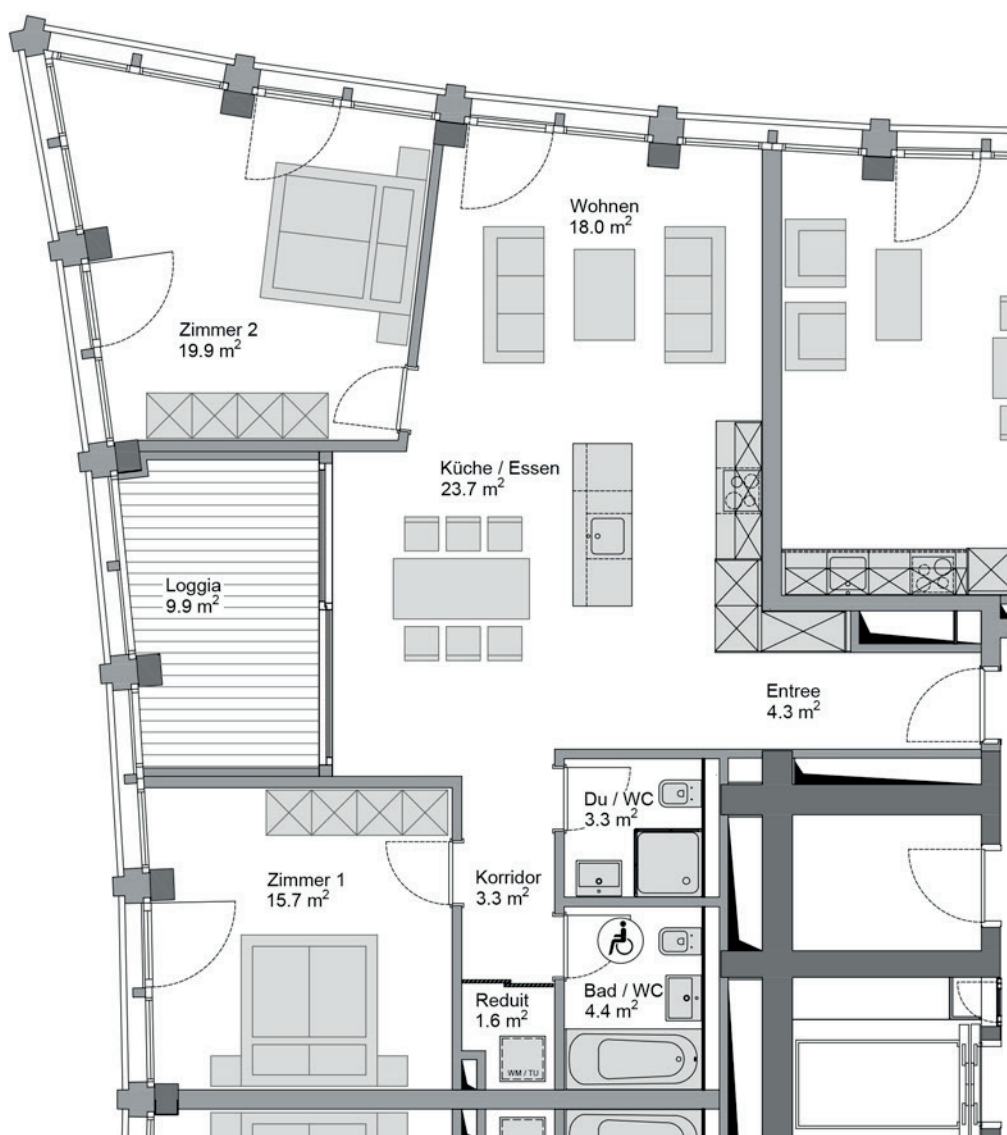 Wohnen
18.0 m²
Zimmer 2
19.9 m²
Küche / Essen
23.7 m²
Loggia
9.9 m²
Entree
4.3 m²
Du / WC
3.3 m²
Zimmer 1
15.7 m²
Korridor
3.3 m²
Reduit
1.6 m²
Bad / WC
4.4 m²
WM / TU